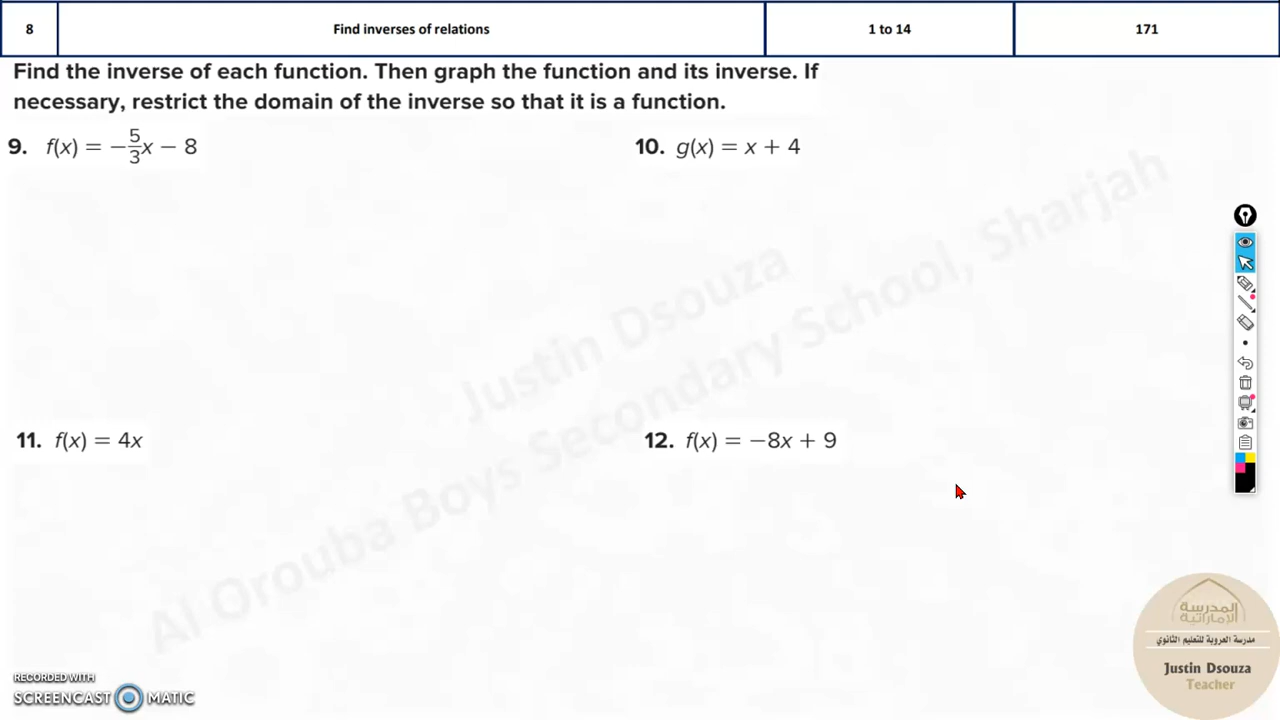 8 Find inverses of relations 1 to 14 171
Find the inverse of each function. Then graph the function and its inverse. If
necessary, restrict the domain of the inverse so that it is a function.
9. f(x) = −5/3x − 8
10. g(x) = x + 4
11. f(x) = 4x
12. f(x) = −8x + 9
Justin Dsouza
Al Orouba Boys Secondary School, Sharjah
المدرسة
الإماراتية
مدرسة العروبة للتعليم الثانوي
Justin Dsouza
Teacher
RECORDED WITH
SCREENCAST MATIC